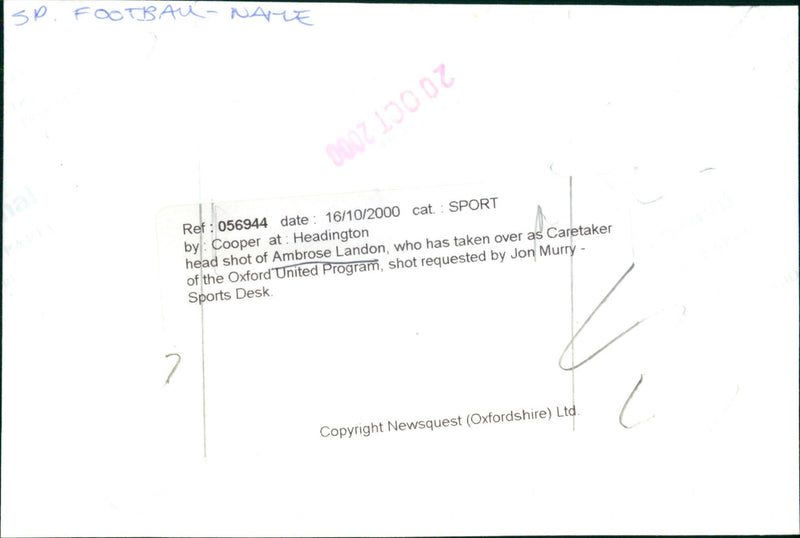 SP. FOOTBALL - NAME
20 OCT 2000
Ref : 056944 date : 16/10/2000 cat. : SPORT
by : Cooper at : Headington
head shot of Ambrose Landon, who has taken over as Caretaker
of the Oxford United Program, shot requested by Jon Murry -
Sports Desk.
Copyright Newsquest (Oxfordshire) Ltd.